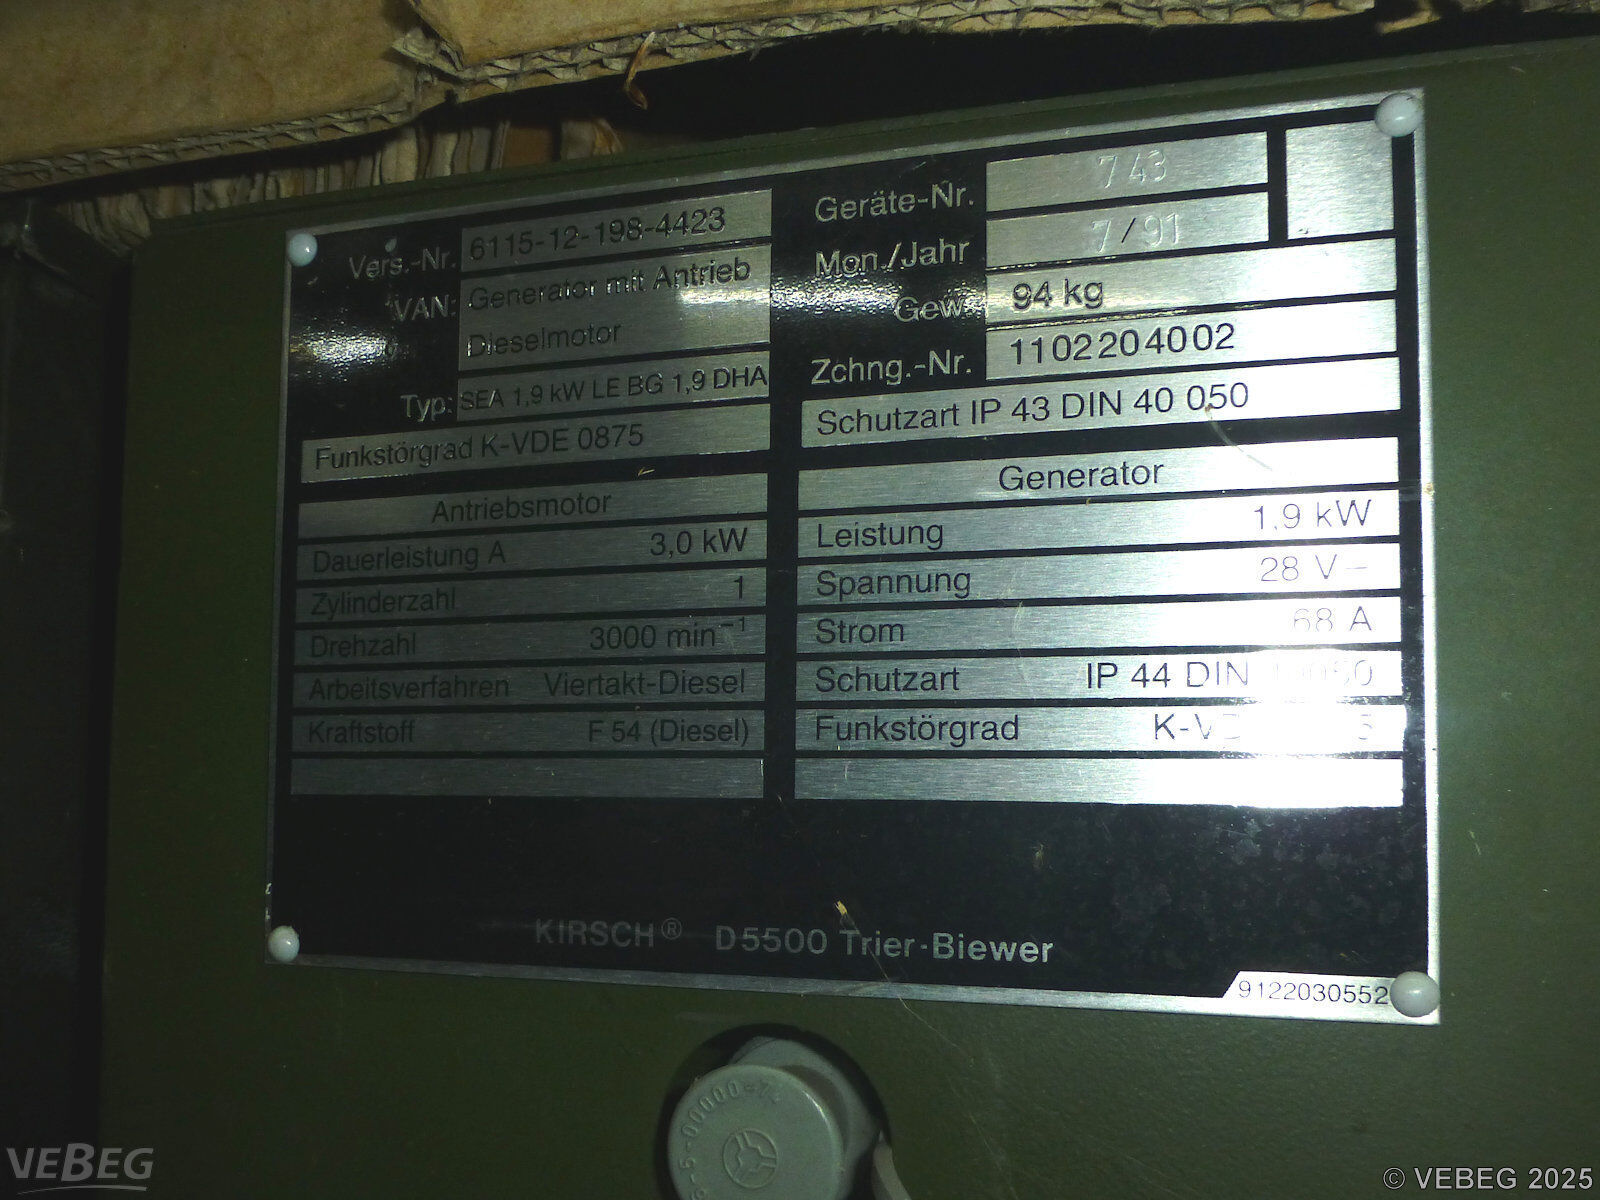 Vers.-Nr. 6115-12-198-4423
VAN: Generator mit Antrieb
Dieselmotor
Typ: SEA 1,9 kW LE BG 1,9 DHA
Funkstörgrad K-VDE 0875
Geräte-Nr. 743
Mon./Jahr 7/91
Gew. 94 kg
Zchng.-Nr. 1102204002
Schutzart IP 43 DIN 40 050
Antriebsmotor
Dauerleistung A 3,0 kW
Zylinderzahl 1
Drehzahl 3000 min⁻¹
Arbeitsverfahren Viertakt-Diesel
Kraftstoff F 54 (Diesel)
Generator
Leistung 1,9 kW
Spannung 28 V –
Strom 68 A
Schutzart IP 44 DIN
Funkstörgrad
KIRSCH® D5500 Trier-Biewer
9122030552
VEBEG
© VEBEG 2025